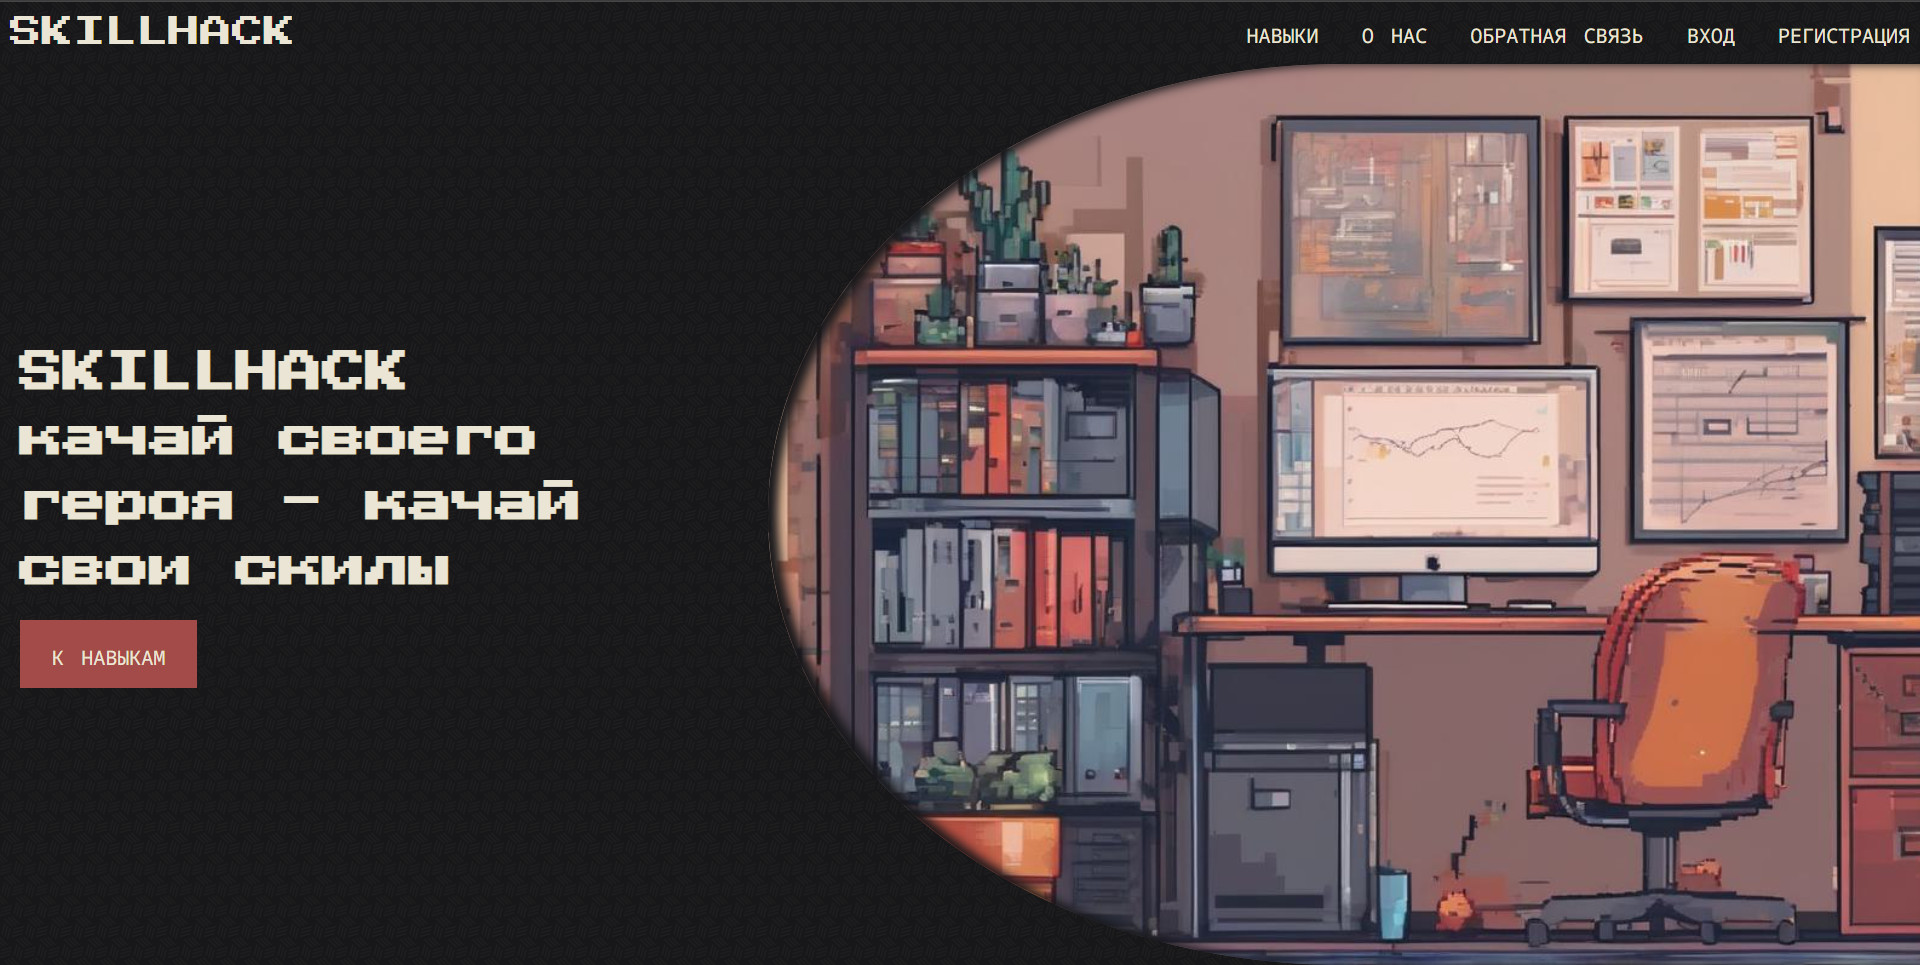 SKILLHACK
НАВЫКИ О НАС ОБРАТНАЯ СВЯЗЬ ВХОД РЕГИСТРАЦИЯ
SKILLHACK
качай своего
героя - качай
свои скилы
К НАВЫКАМ